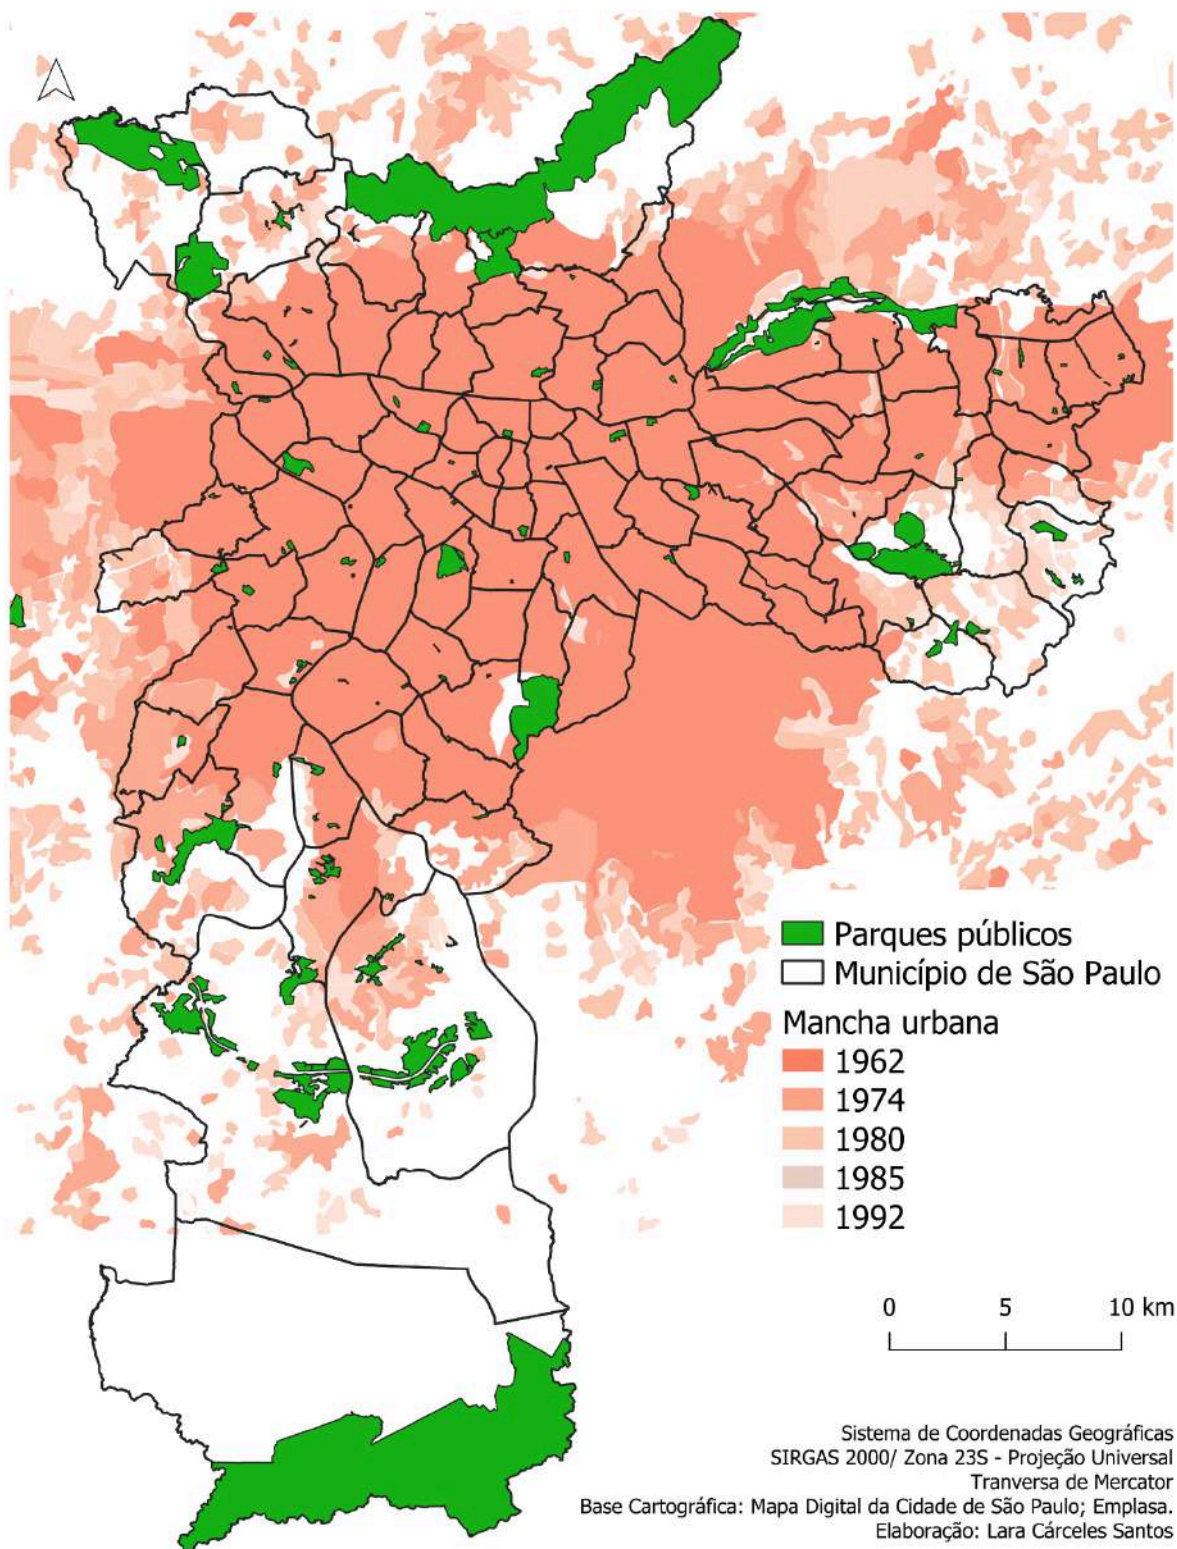 Parques públicos
Município de São Paulo
Mancha urbana
1962
1974
1980
1985
1992
0 5 10 km
Sistema de Coordenadas Geográficas
SIRGAS 2000/ Zona 23S - Projeção Universal
Tranversa de Mercator
Base Cartográfica: Mapa Digital da Cidade de São Paulo; Emplasa.
Elaboração: Lara Cárceles Santos